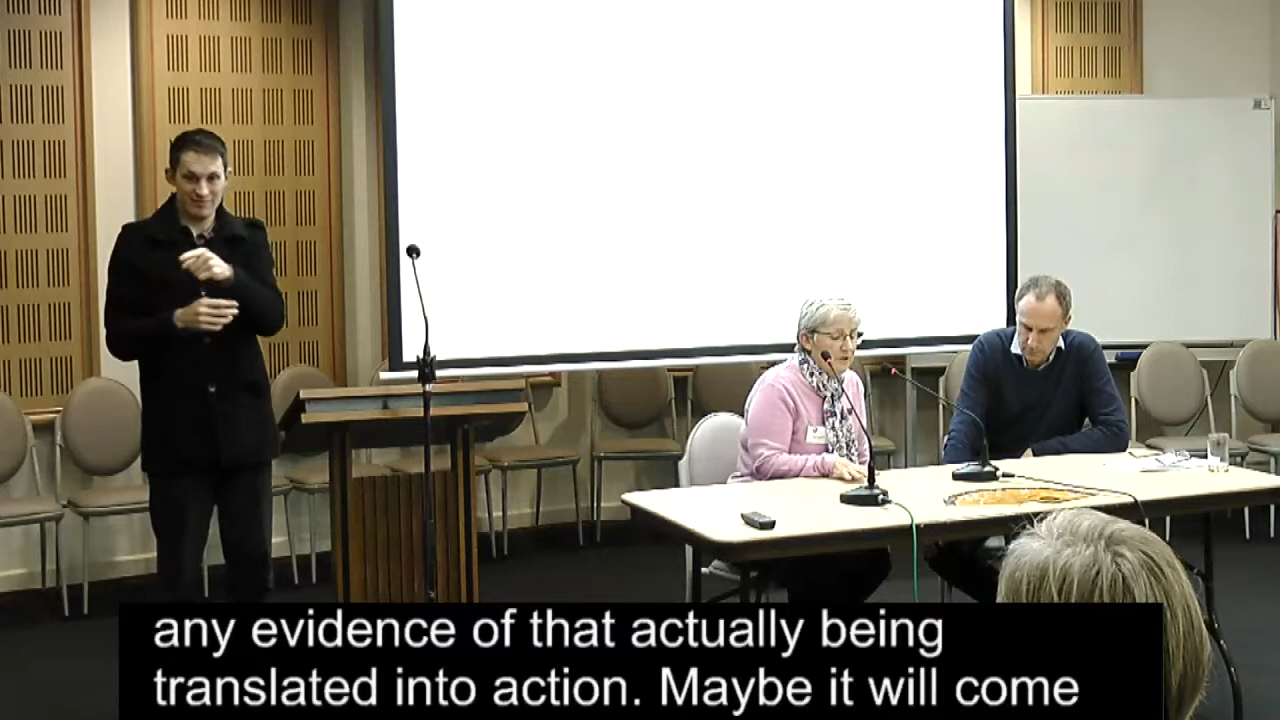 any evidence of that actually being
translated into action. Maybe it will come